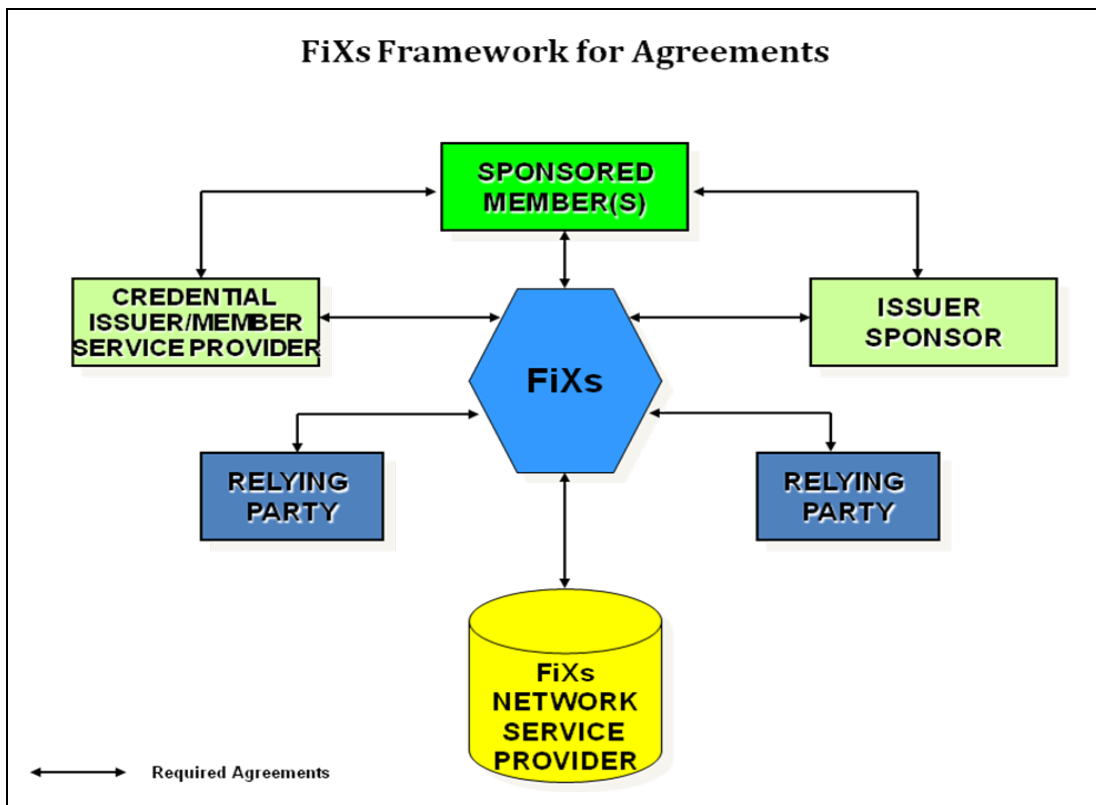 FiXs Framework for Agreements
SPONSORED
MEMBER(S)
CREDENTIAL
ISSUER/MEMBER
SERVICE PROVIDER
ISSUER
SPONSOR
FiXs
RELYING
PARTY
RELYING
PARTY
FiXs
NETWORK
SERVICE
PROVIDER
Required Agreements